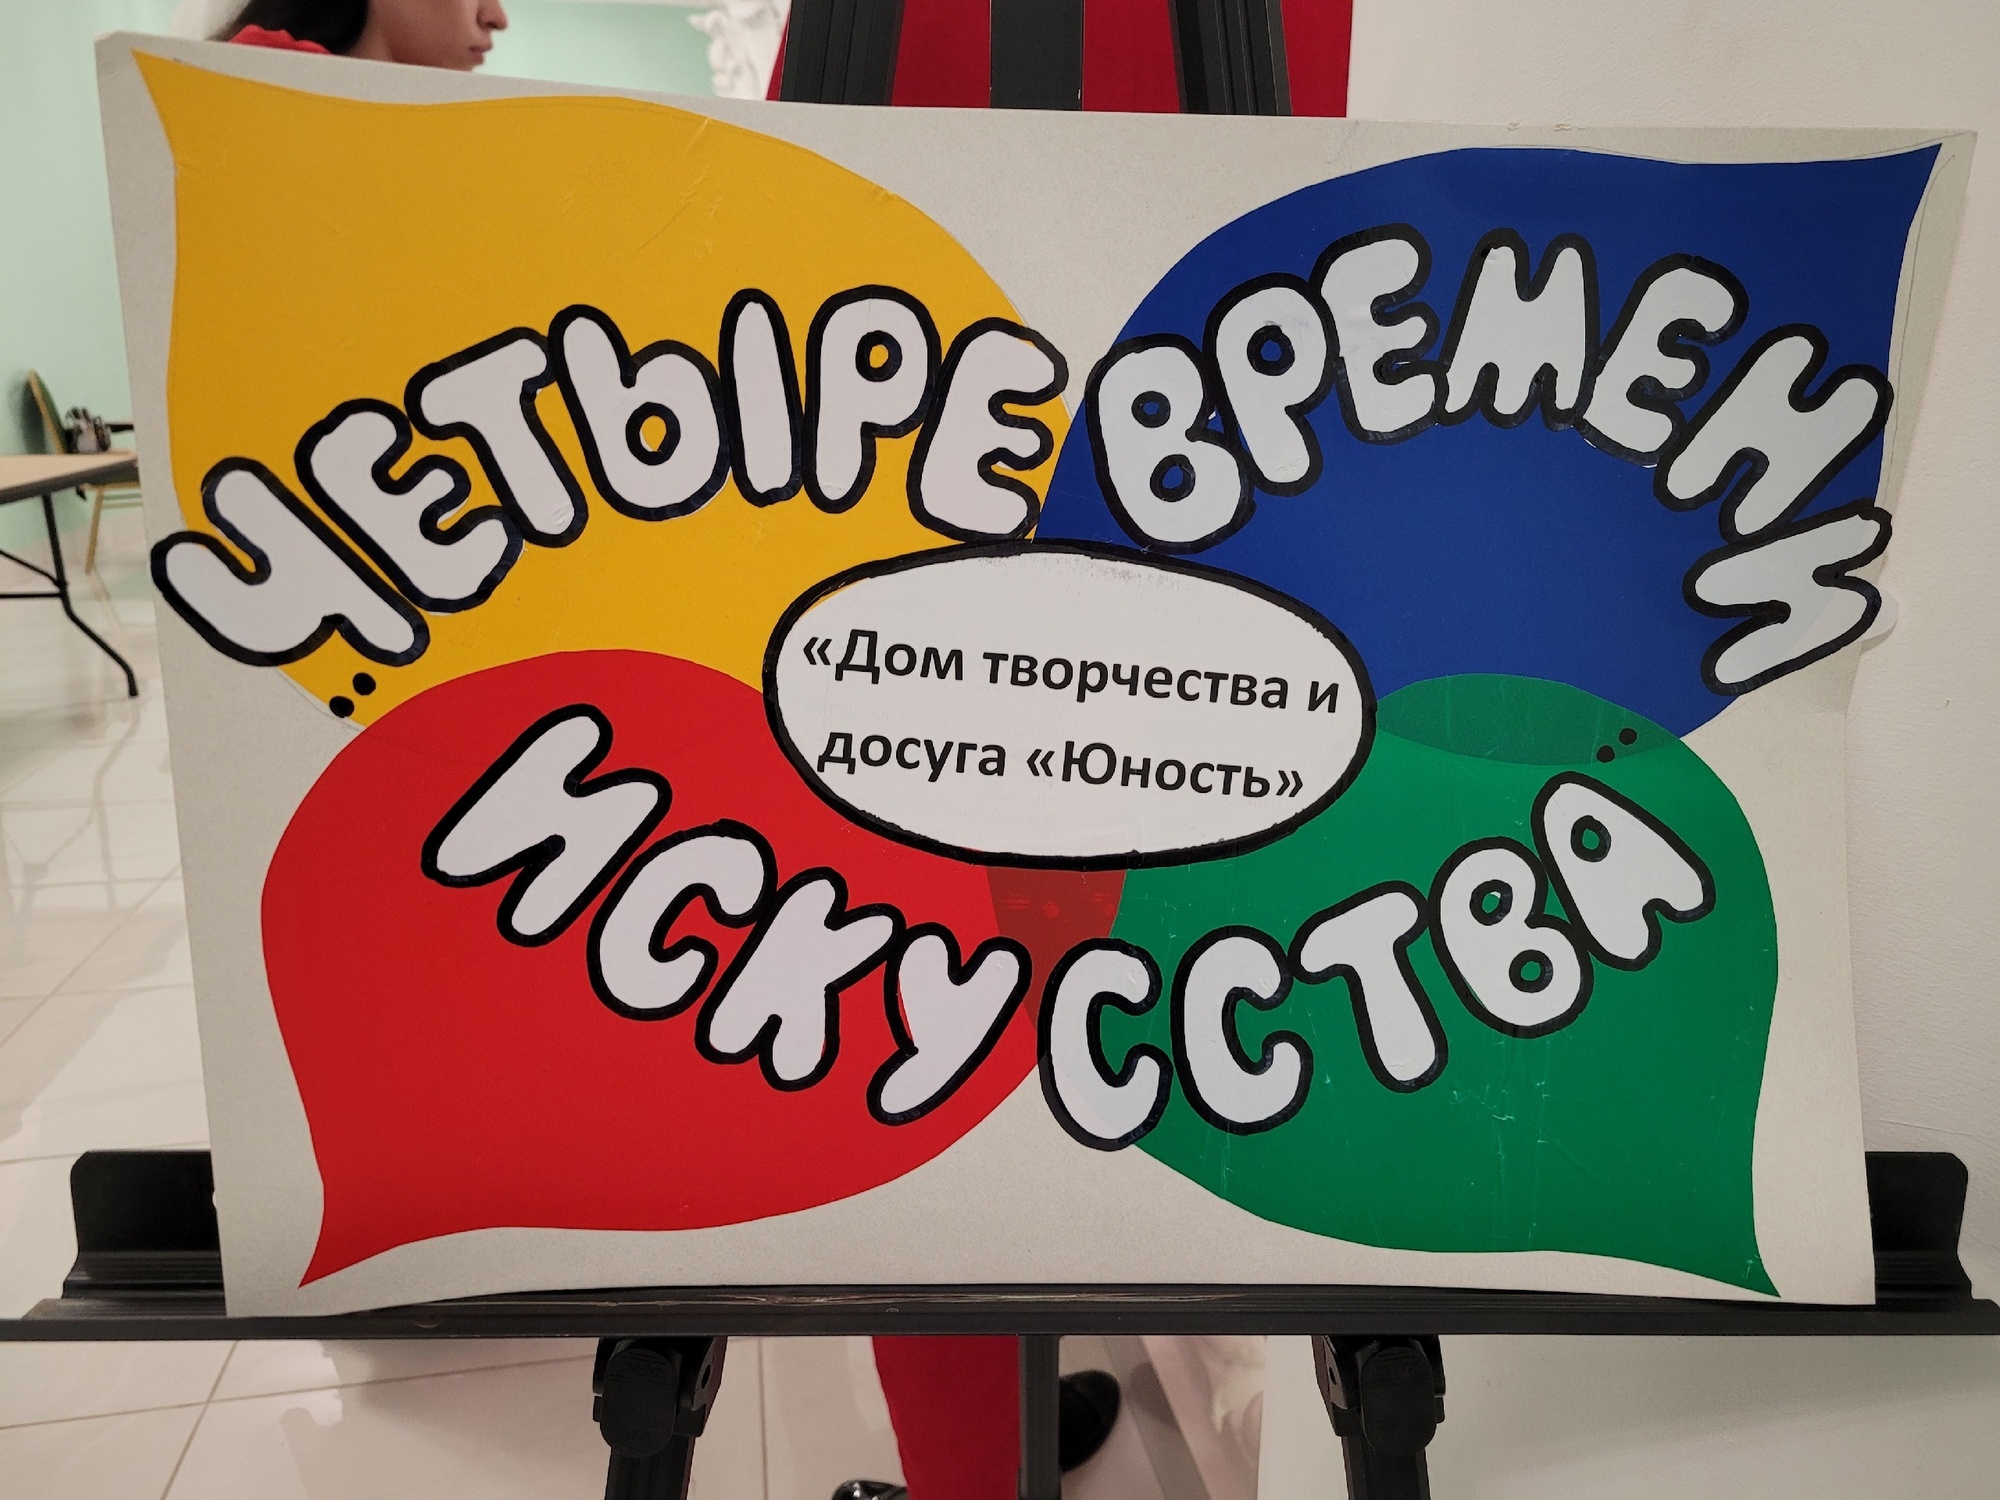 ЧЕТЫРЕ ВРЕМЕНИ
«Дом творчества и
досуга «Юность»
ИСКУССТВА